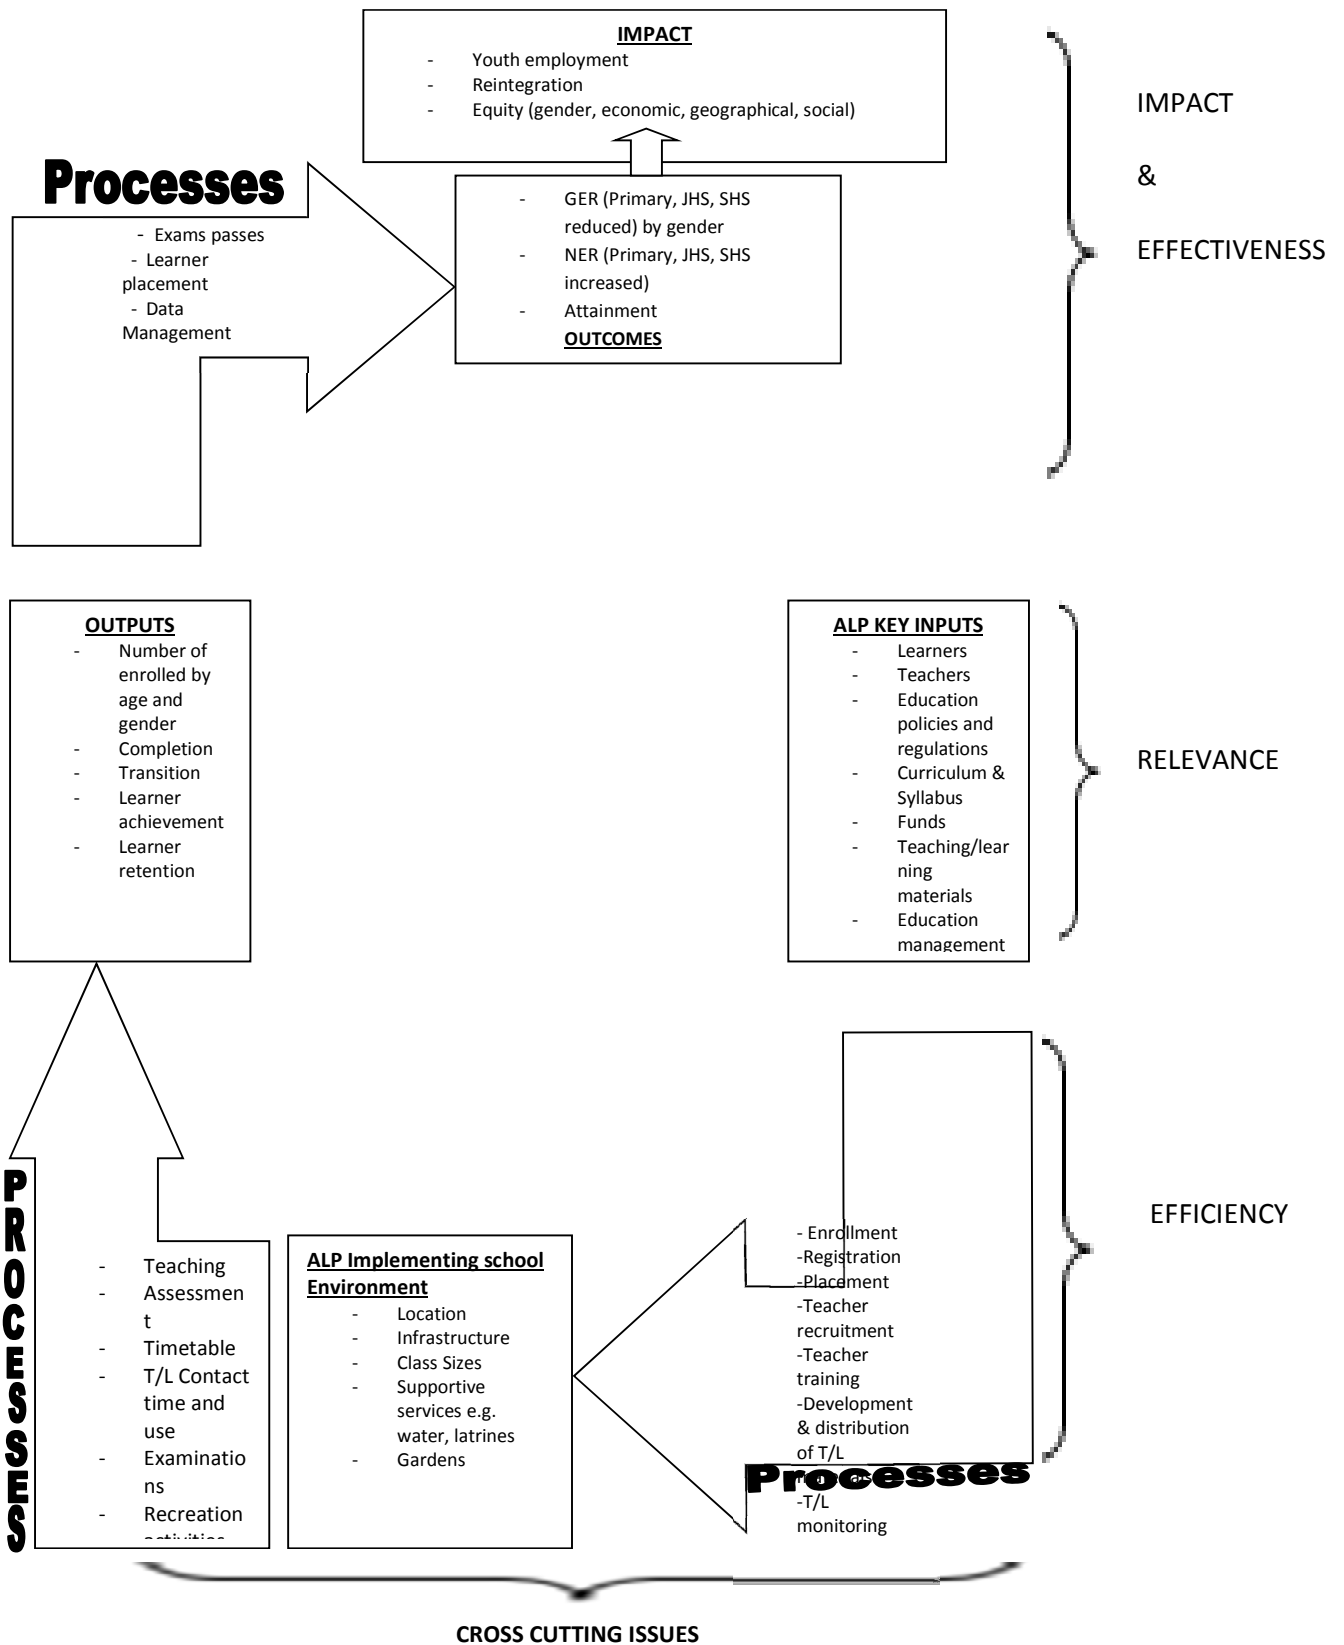 IMPACT
- Youth employment
- Reintegration
- Equity (gender, economic, geographical, social)
IMPACT
&
EFFECTIVENESS
Processes
- Exams passes
- Learner
placement
- Data
Management
- GER (Primary, JHS, SHS
reduced) by gender
- NER (Primary, JHS, SHS
increased)
- Attainment
OUTCOMES
OUTPUTS
- Number of
enrolled by
age and
gender
- Completion
- Transition
- Learner
achievement
- Learner
retention
ALP KEY INPUTS
- Learners
- Teachers
- Education
policies and
regulations
- Curriculum &
Syllabus
- Funds
- Teaching/lear
ning
materials
- Education
management
RELEVANCE
PROCESSES
- Teaching
- Assessmen
t
- Timetable
- T/L Contact
time and
use
- Examinatio
ns
- Recreation
activities
ALP Implementing school
Environment
- Location
- Infrastructure
- Class Sizes
- Supportive
services e.g.
water, latrines
- Gardens
- Enrollment
-Registration
-Placement
-Teacher
recruitment
-Teacher
training
-Development
& distribution
of T/L
Processes
-T/L
monitoring
EFFICIENCY
CROSS CUTTING ISSUES